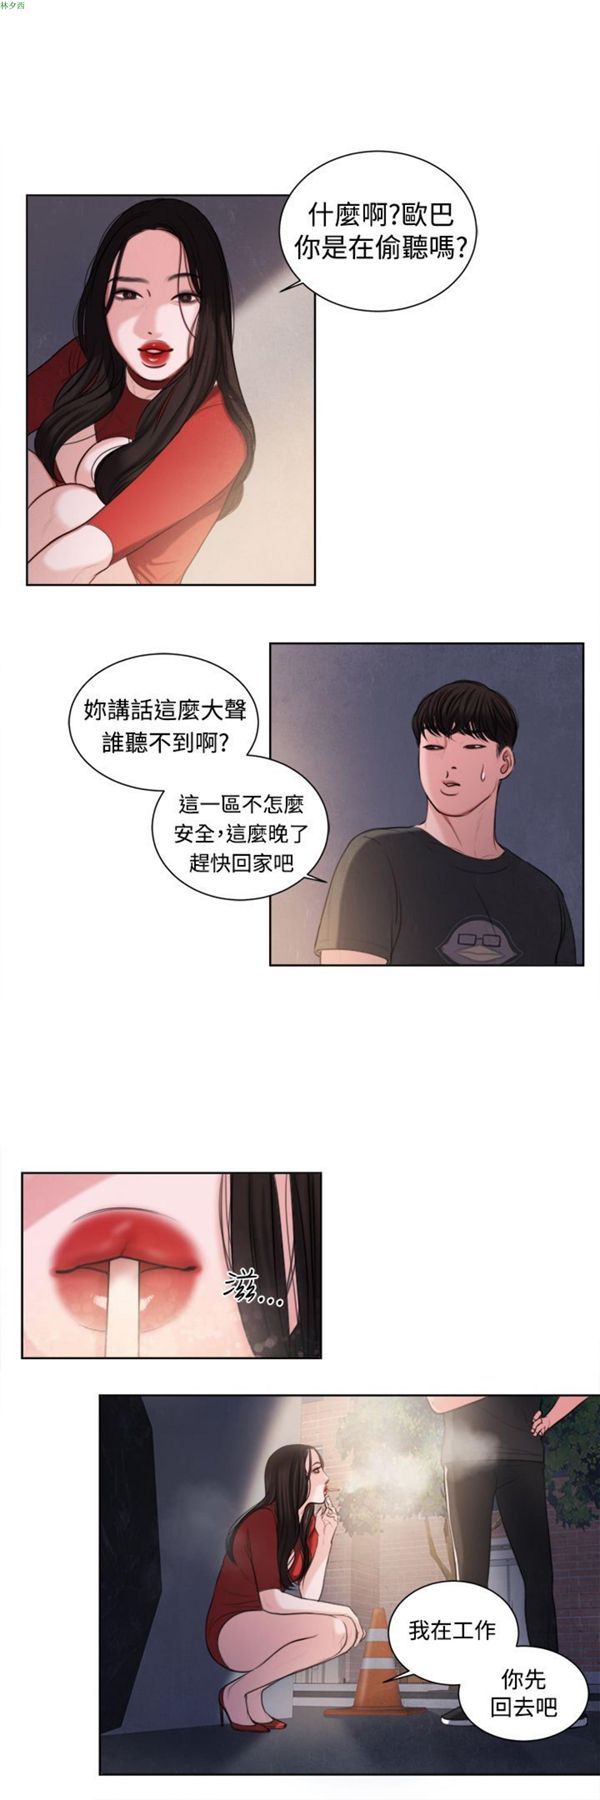 林夕西
什麼啊?歐巴
你是在偷聽嗎?
妳講話這麼大聲
誰聽不到啊?
這一區不怎麼
安全,這麼晚了
趕快回家吧
滋...
我在工作
你先
回去吧